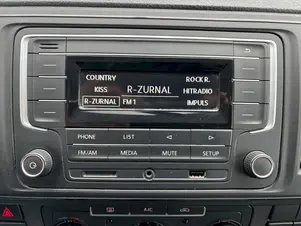 COUNTRY ROCK R.
KISS R-ZURNAL HITRADIO
R-ZURNAL FM 1 IMPULS
PHONE LIST
FM/AM MEDIA MUTE SETUP
A/C